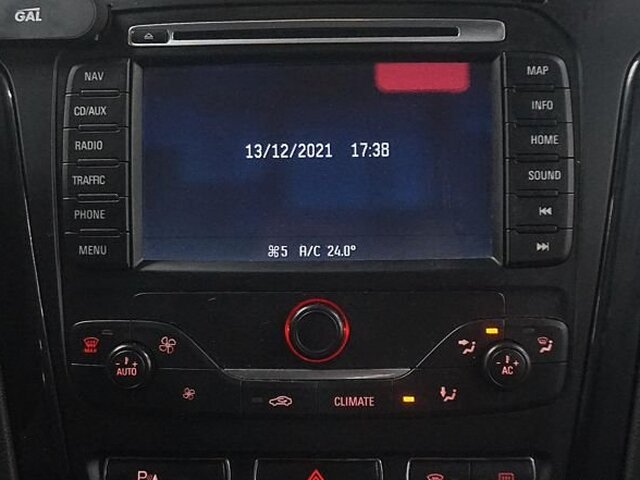 GAL
NAV
CD/AUX
RADIO
TRAFFIC
PHONE
MENU
13/12/2021 17:38
5 A/C 24.0°
MAP
INFO
HOME
SOUND
MAX
AUTO
CLIMATE
AC
P